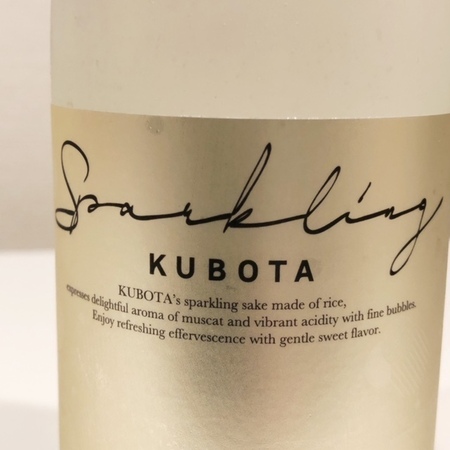 Sparkling
KUBOTA
KUBOTA's sparkling sake made of rice,
expresses delightful aroma of muscat and vibrant acidity with fine bubbles.
Enjoy refreshing effervescence with gentle sweet flavor.